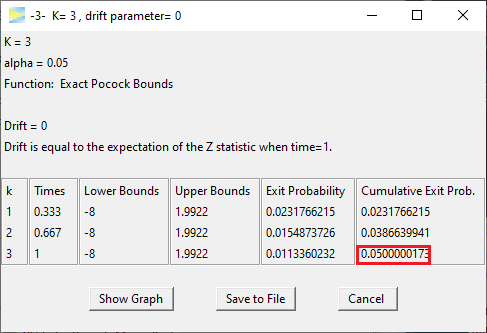 -3-  K= 3 , drift parameter= 0
K = 3
alpha = 0.05
Function:  Exact Pocock Bounds
Drift = 0
Drift is equal to the expectation of the Z statistic when time=1.
k Times Lower Bounds Upper Bounds Exit Probability Cumulative Exit Prob.
1 0.333 -8 1.9922 0.0231766215 0.0231766215
2 0.667 -8 1.9922 0.0154873726 0.0386639941
3 1 -8 1.9922 0.0113360232 0.0500000173
Show Graph Save to File Cancel